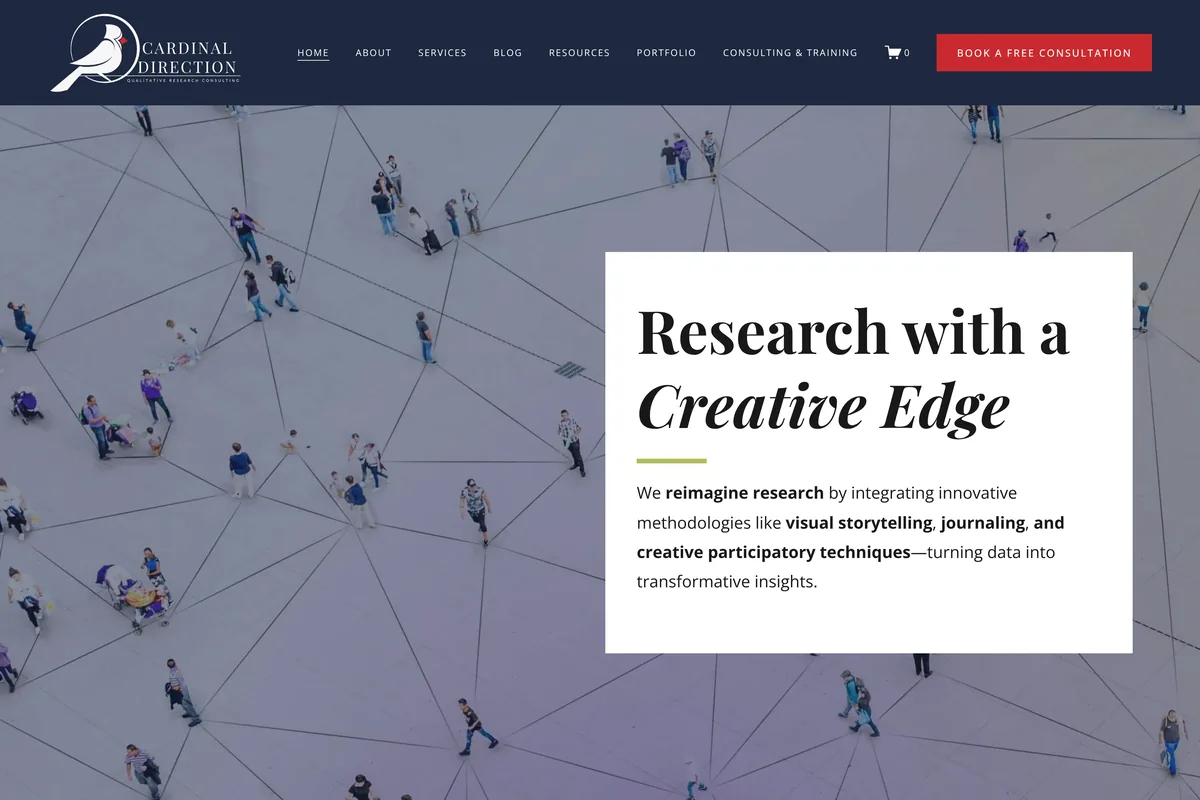 CARDINAL
DIRECTION
QUALITATIVE RESEARCH CONSULTING
HOME ABOUT SERVICES BLOG RESOURCES PORTFOLIO CONSULTING & TRAINING 0 BOOK A FREE CONSULTATION
Research with a
Creative Edge
We reimagine research by integrating innovative
methodologies like visual storytelling, journaling, and
creative participatory techniques—turning data into
transformative insights.